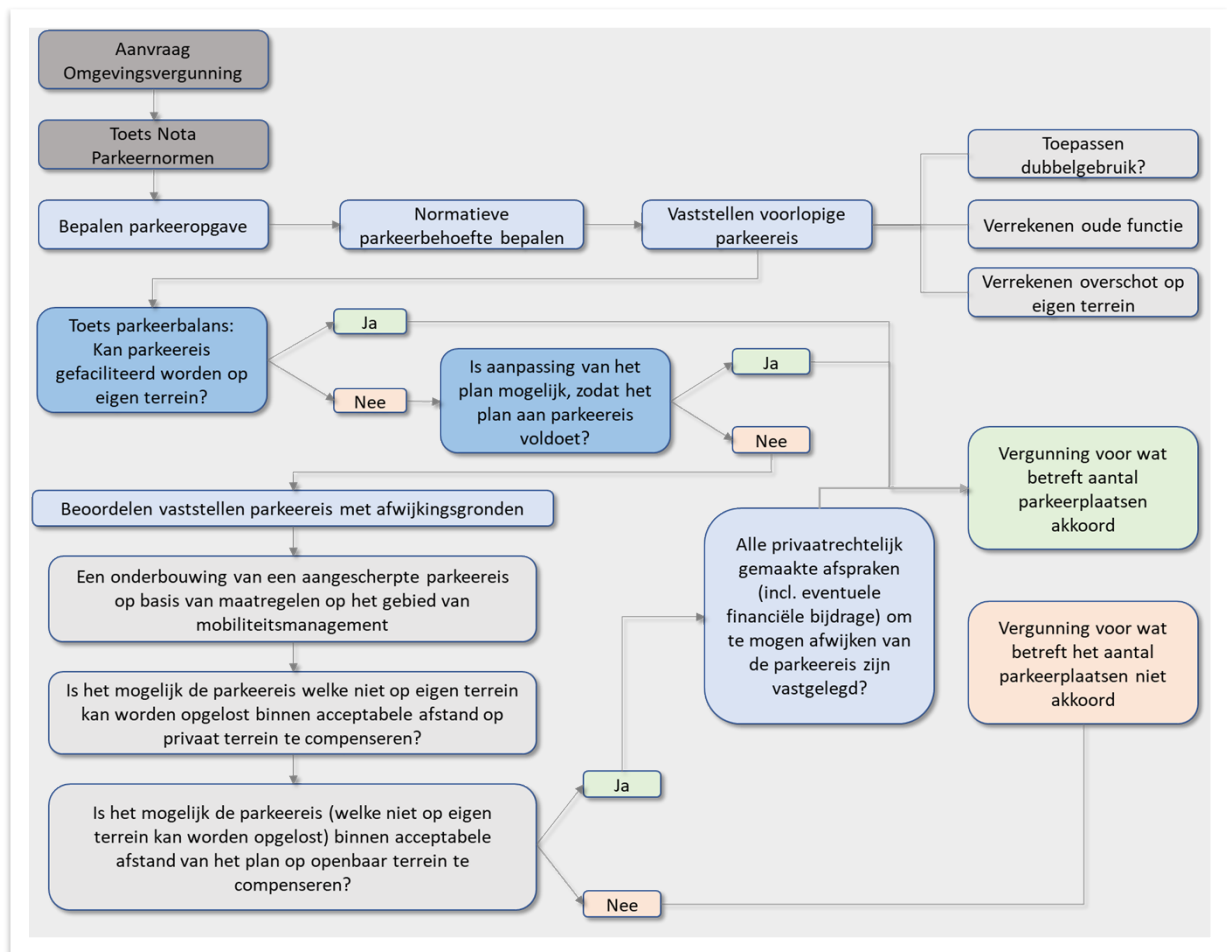 Aanvraag
Omgevingsvergunning
Toets Nota
Parkeernormen
Bepalen parkeeropgave
Normatieve
parkeerbehoefte bepalen
Vaststellen voorlopige
parkeereis
Toepassen
dubbelgebruik?
Verrekenen oude functie
Verrekenen overschot op
eigen terrein
Toets parkeerbalans:
Kan parkeereis
gefaciliteerd worden op
eigen terrein?
Ja
Nee
Is aanpassing van het
plan mogelijk, zodat het
plan aan parkeereis
voldoet?
Ja
Nee
Beoordelen vaststellen parkeereis met afwijkingsgronden
Een onderbouwing van een aangescherpte parkeereis
op basis van maatregelen op het gebied van
mobiliteitsmanagement
Is het mogelijk de parkeereis welke niet op eigen terrein
kan worden opgelost binnen acceptabele afstand op
privaat terrein te compenseren?
Is het mogelijk de parkeereis (welke niet op eigen
terrein kan worden opgelost) binnen acceptabele
afstand van het plan op openbaar terrein te
compenseren?
Ja
Nee
Alle privaatrechtelijk
gemaakte afspraken
(incl. eventuele
financiële bijdrage) om
te mogen afwijken van
de parkeereis zijn
vastgelegd?
Vergunning voor wat
betreft aantal
parkeerplaatsen
akkoord
Vergunning voor wat
betreft het aantal
parkeerplaatsen niet
akkoord